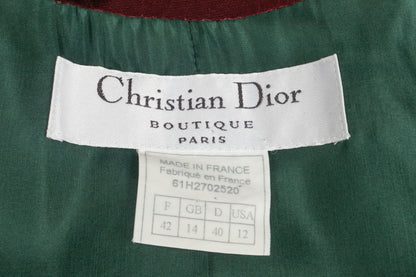 Christian Dior
BOUTIQUE
PARIS
MADE IN FRANCE
Fabriqué en France
61H2702520
F GB D USA
42 14 40 12